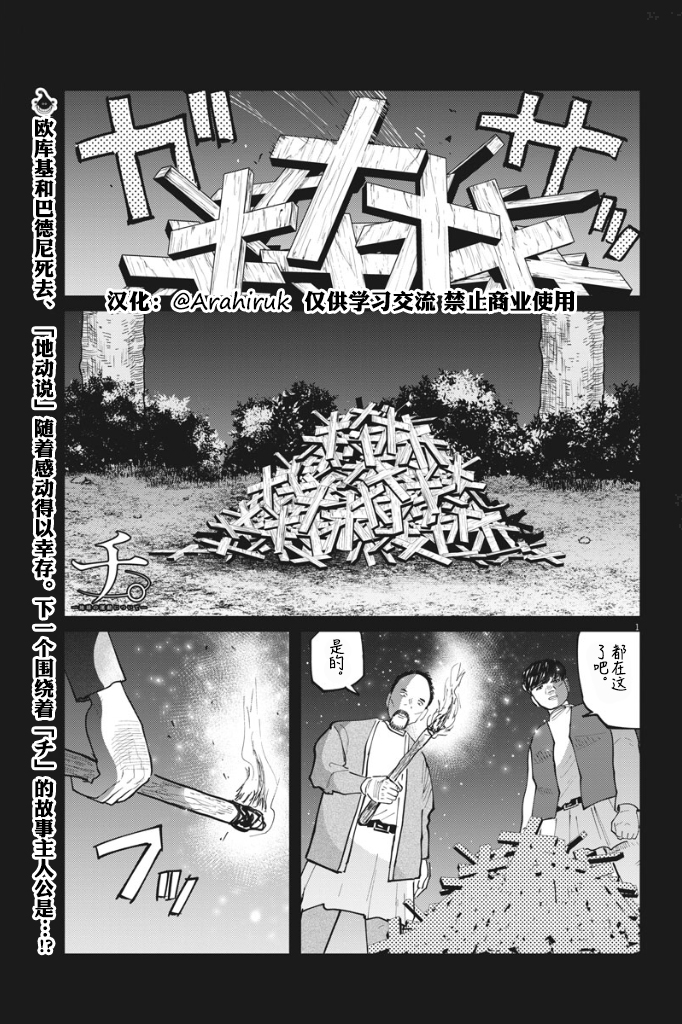 欧库基和巴德尼死去、「地动说」随着感动得以幸存。下一个围绕着「チ」的故事主人公是…!?
ザ
ガ
汉化：@Arahiruk 仅供学习交流 禁止商业使用
チ。
1
都在这
了吧。
是的。
フッ